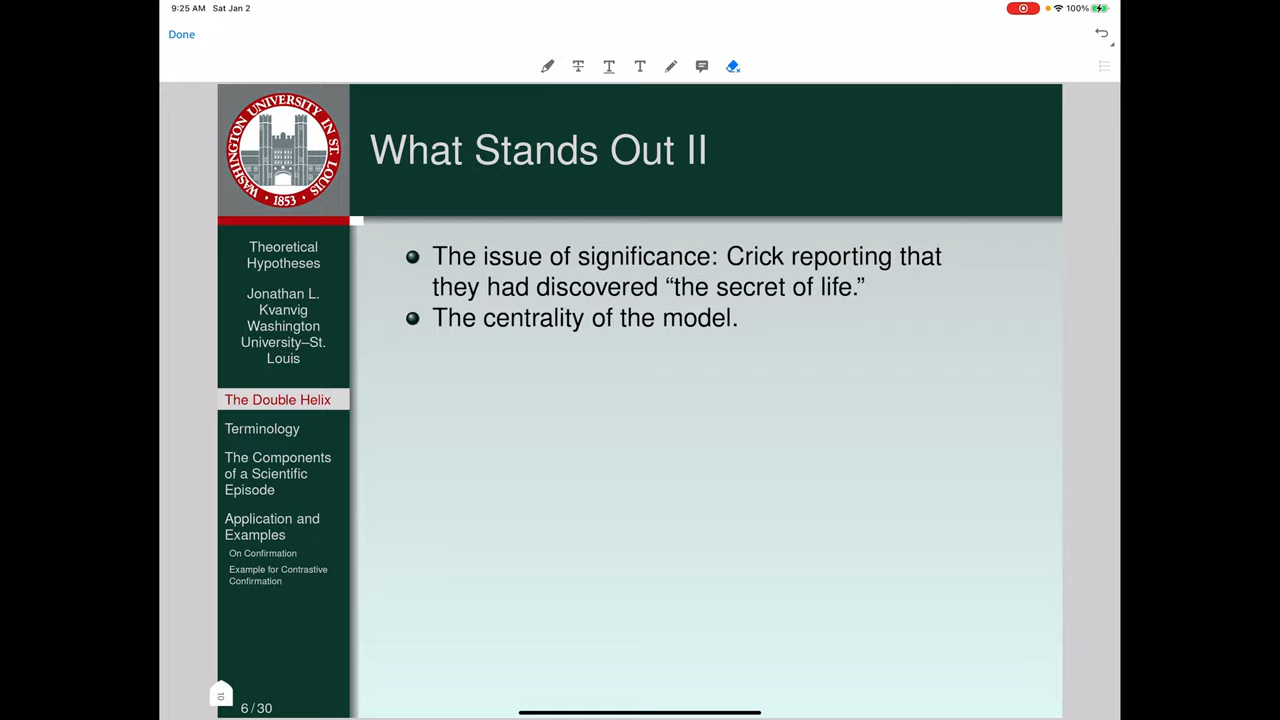 9:25 AM Sat Jan 2
100%
Done
WASHINGTON UNIVERSITY IN ST. LOUIS
1853
What Stands Out II
Theoretical
Hypotheses
Jonathan L.
Kvanvig
Washington
University–St.
Louis
The Double Helix
Terminology
The Components
of a Scientific
Episode
Application and
Examples
On Confirmation
Example for Contrastive
Confirmation
• The issue of significance: Crick reporting that
they had discovered “the secret of life.”
• The centrality of the model.
10
6 / 30